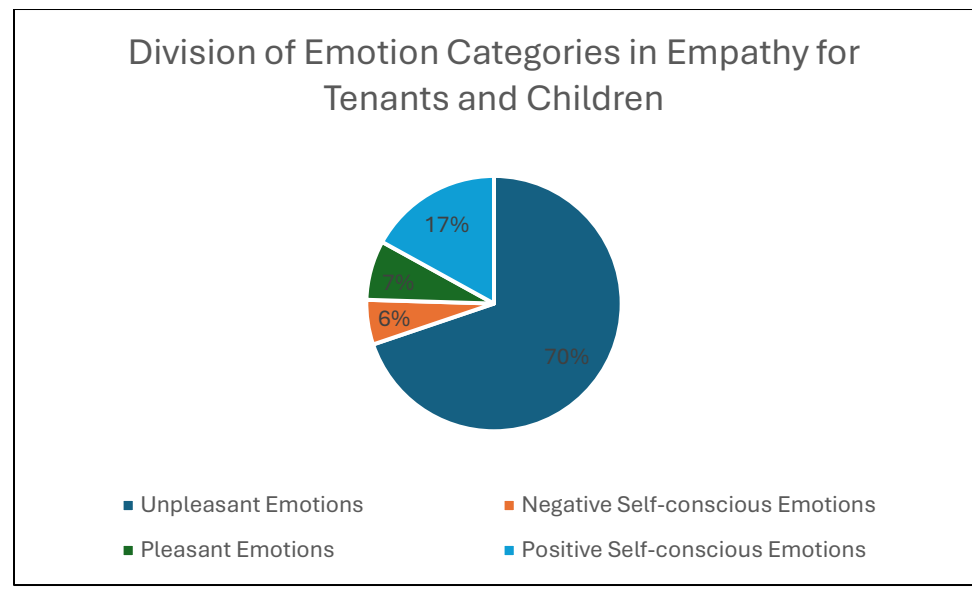 Division of Emotion Categories in Empathy for
Tenants and Children
17%
7%
6%
70%
Unpleasant Emotions
Negative Self-conscious Emotions
Pleasant Emotions
Positive Self-conscious Emotions